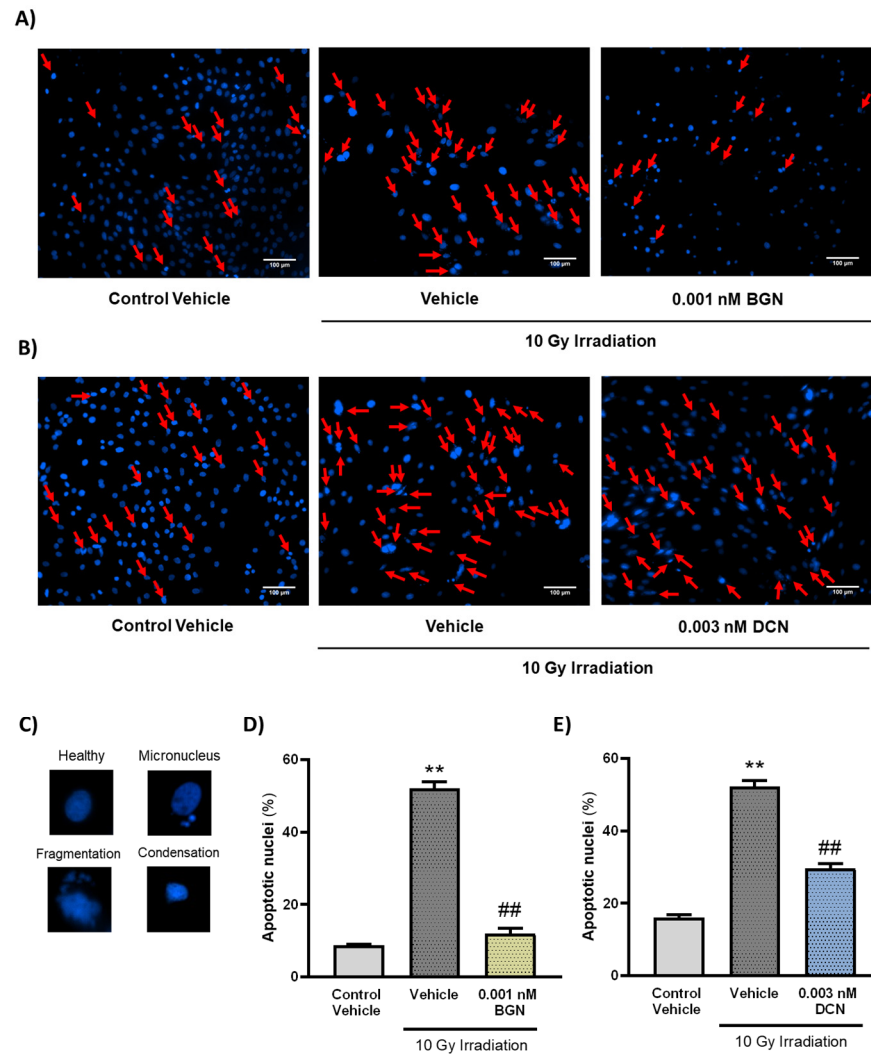 A)
100 µm
100 µm
100 µm
Control Vehicle
Vehicle
0.001 nM BGN
10 Gy Irradiation
B)
100 µm
100 µm
100 µm
Control Vehicle
Vehicle
0.003 nM DCN
10 Gy Irradiation
C)
Healthy
Micronucleus
Fragmentation
Condensation
D)
Apoptotic nuclei (%)
60
40
20
0
**
##
Control
Vehicle
Vehicle
0.001 nM
BGN
10 Gy Irradiation
E)
Apoptotic nuclei (%)
60
40
20
0
**
##
Control
Vehicle
Vehicle
0.003 nM
DCN
10 Gy Irradiation